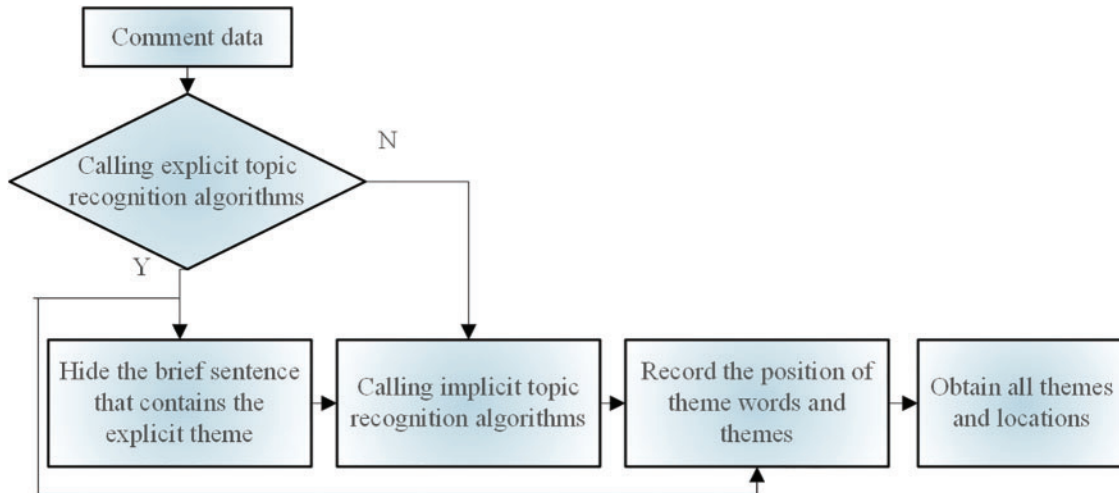 Comment data
N
Calling explicit topic
recognition algorithms
Y
Hide the brief sentence
that contains the
explicit theme
Calling implicit topic
recognition algorithms
Record the position of
theme words and
themes
Obtain all themes
and locations